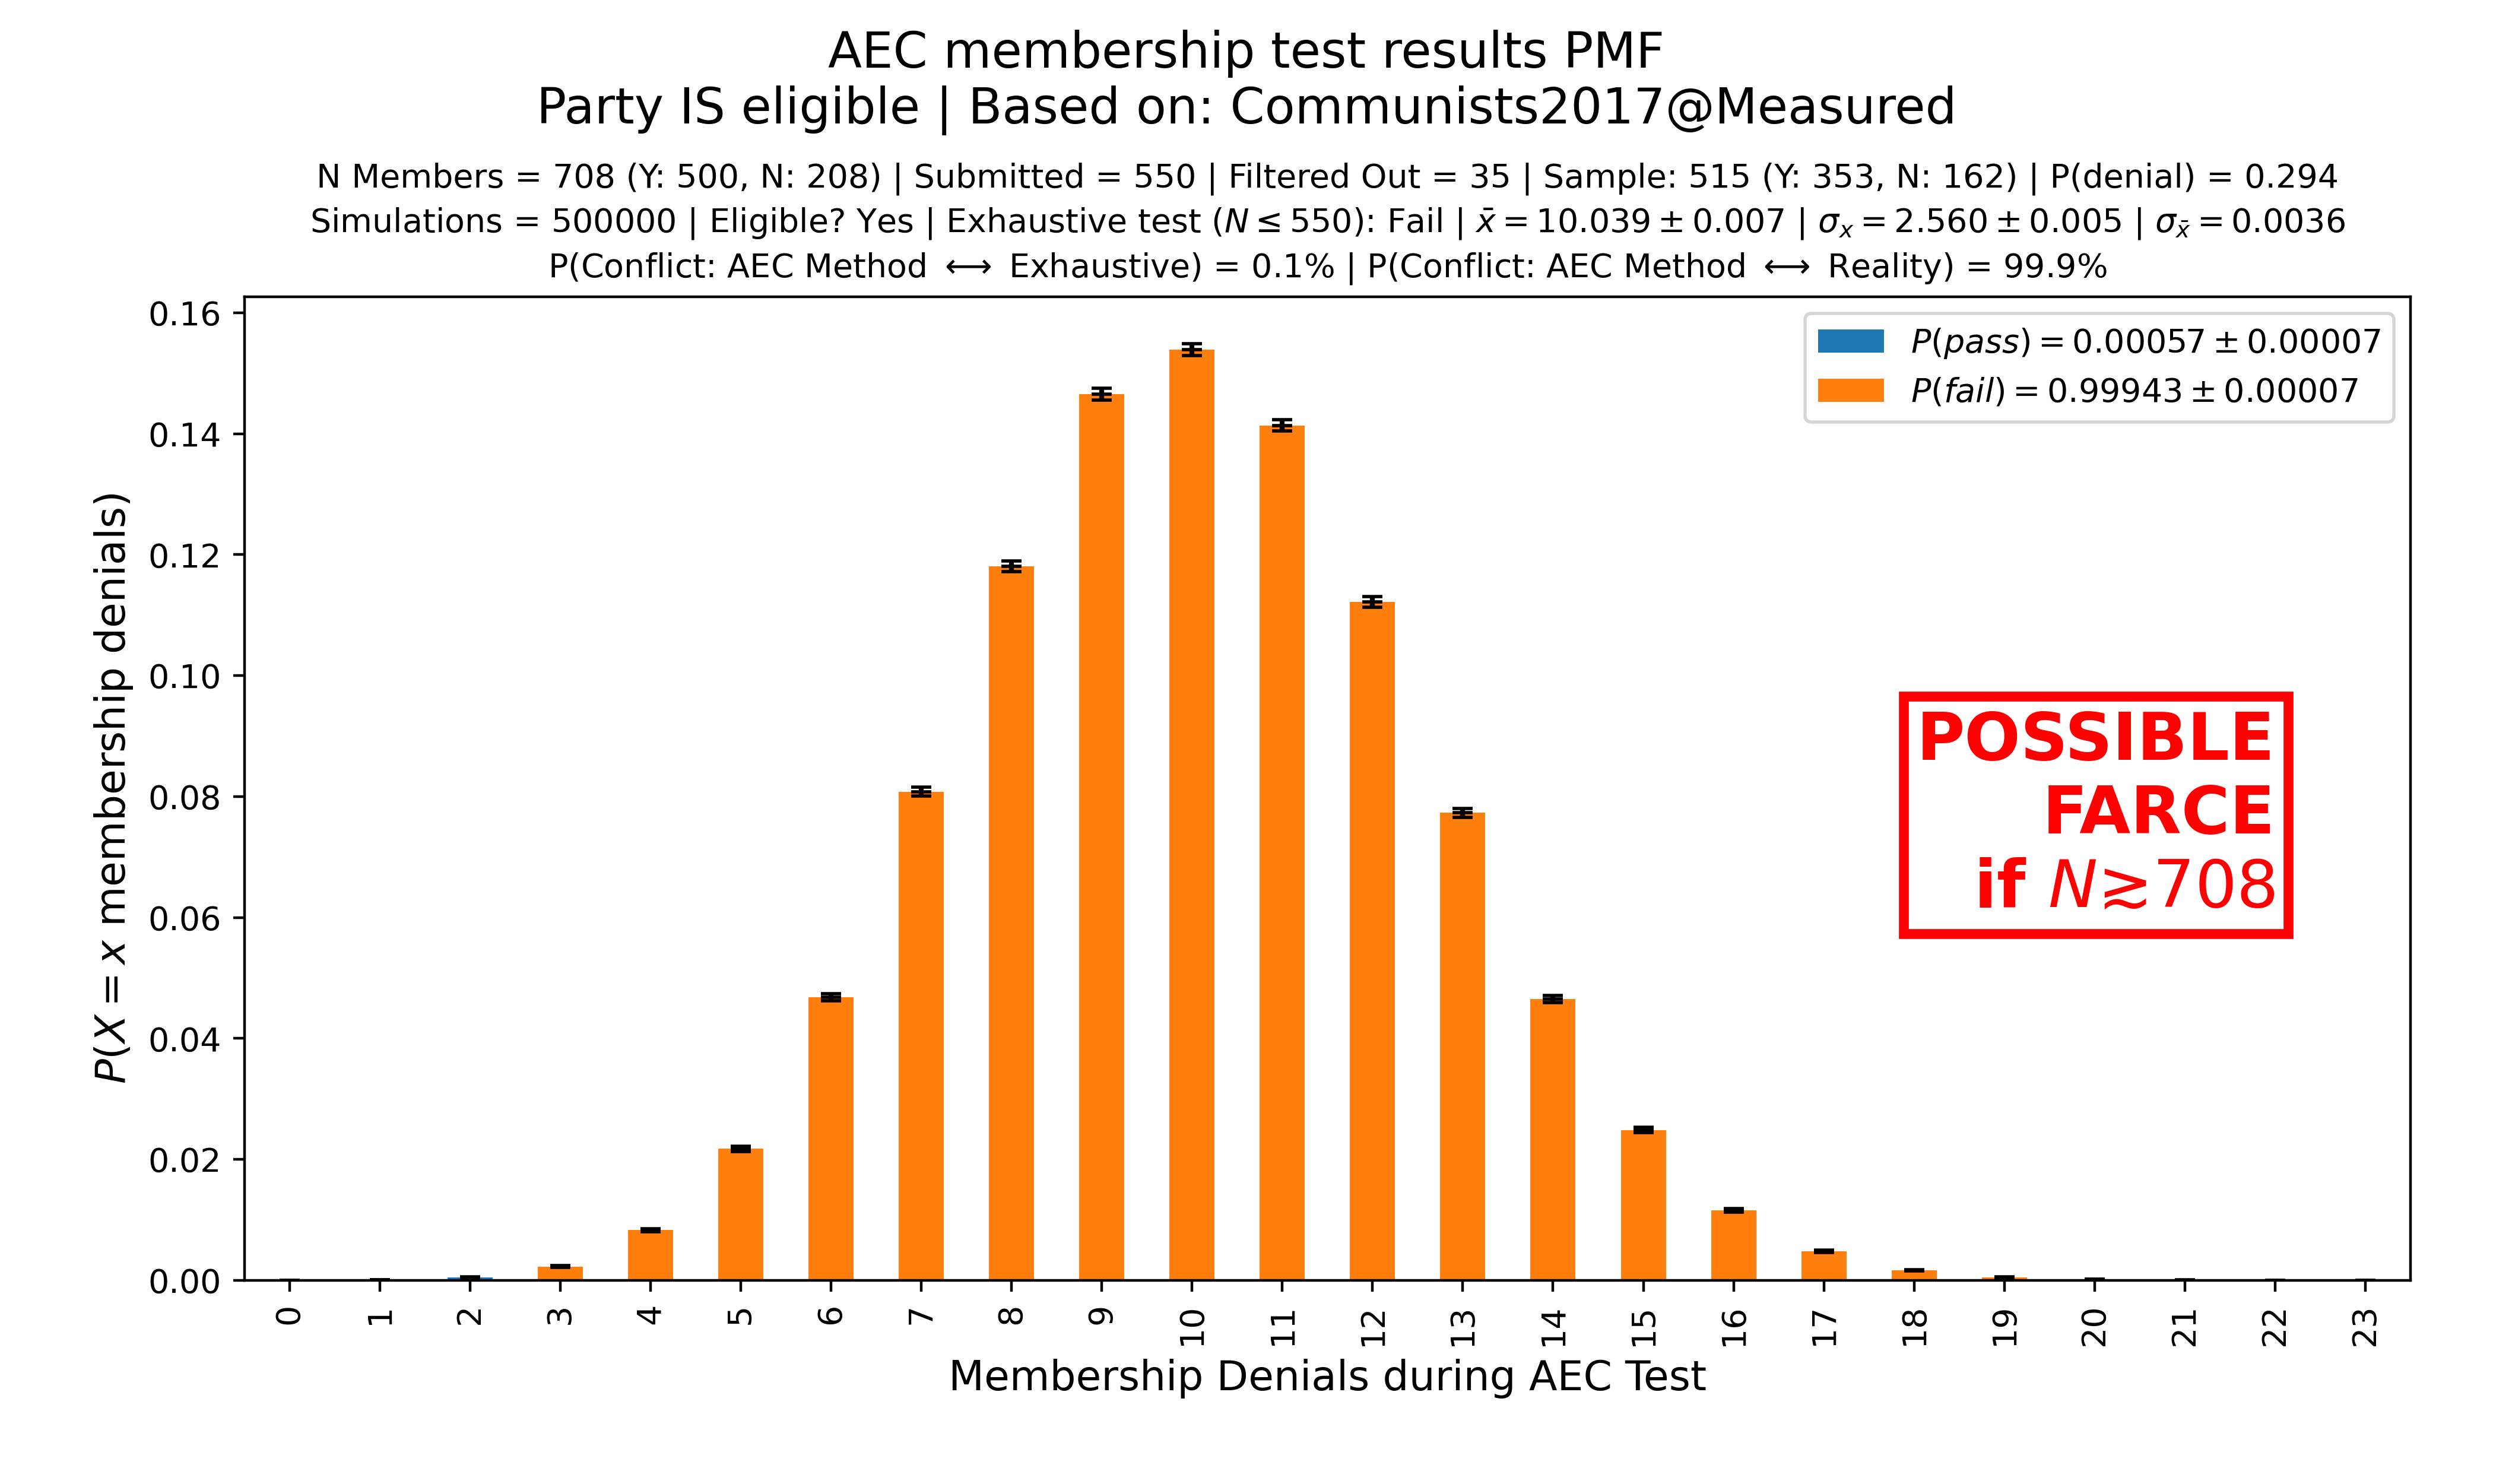 AEC membership test results PMF
Party IS eligible | Based on: Communists2017@Measured
N Members = 708 (Y: 500, N: 208) | Submitted = 550 | Filtered Out = 35 | Sample: 515 (Y: 353, N: 162) | P(denial) = 0.294
Simulations = 500000 | Eligible? Yes | Exhaustive test (N ≤ 550): Fail | x̄ = 10.039 ± 0.007 | σₓ = 2.560 ± 0.005 | σ_x̄ = 0.0036
P(Conflict: AEC Method ⟷ Exhaustive) = 0.1% | P(Conflict: AEC Method ⟷ Reality) = 99.9%
P(pass) = 0.00057 ± 0.00007
P(fail) = 0.99943 ± 0.00007
POSSIBLE
FARCE
if N⪆708
P(X = x membership denials)
0.16
0.14
0.12
0.10
0.08
0.06
0.04
0.02
0.00
0 1 2 3 4 5 6 7 8 9 10 11 12 13 14 15 16 17 18 19 20 21 22 23
Membership Denials during AEC Test